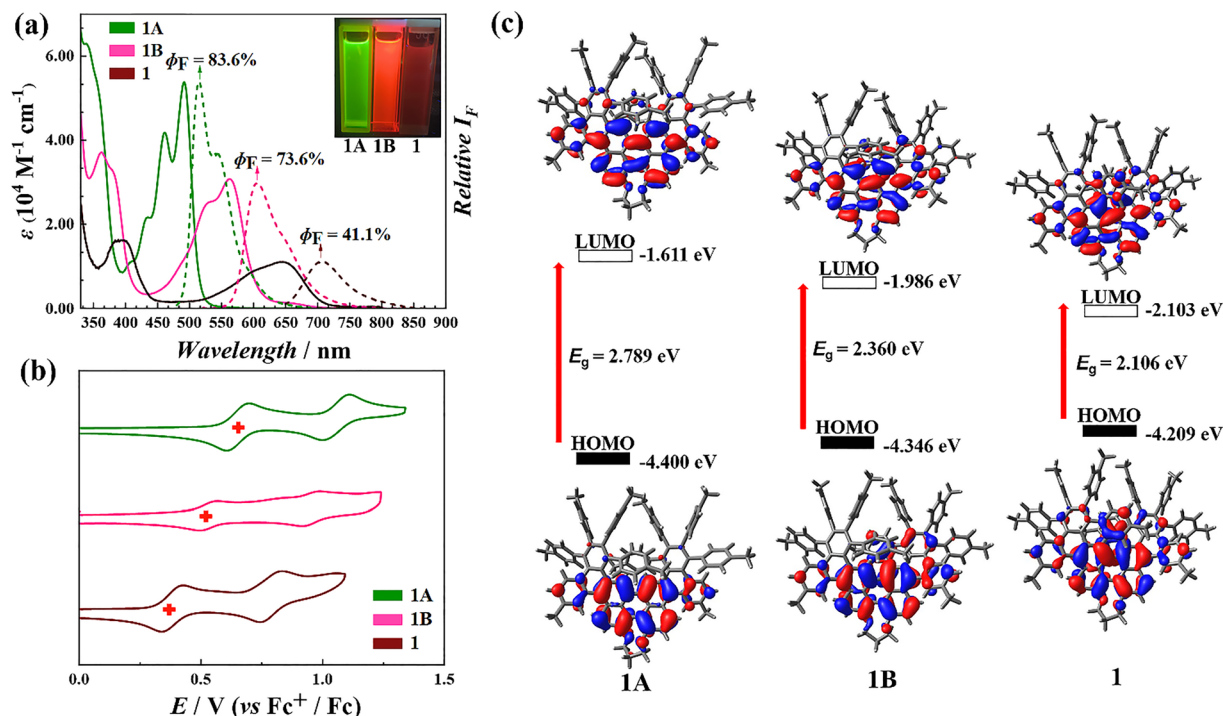 (a)
1A
1B
1
ϕF = 83.6%
ϕF = 73.6%
ϕF = 41.1%
1A 1B 1
6.00
4.00
2.00
0.00
ε (10⁴ M⁻¹ cm⁻¹)
Relative IF
330 400 450 500 550 600 650 700 750 800 850 900
Wavelength / nm
(b)
1A
1B
1
0.0 0.5 1.0 1.5
E / V (vs Fc⁺ / Fc)
(c)
LUMO
-1.611 eV
Eg = 2.789 eV
HOMO
-4.400 eV
1A
LUMO
-1.986 eV
Eg = 2.360 eV
HOMO
-4.346 eV
1B
LUMO
-2.103 eV
Eg = 2.106 eV
HOMO
-4.209 eV
1